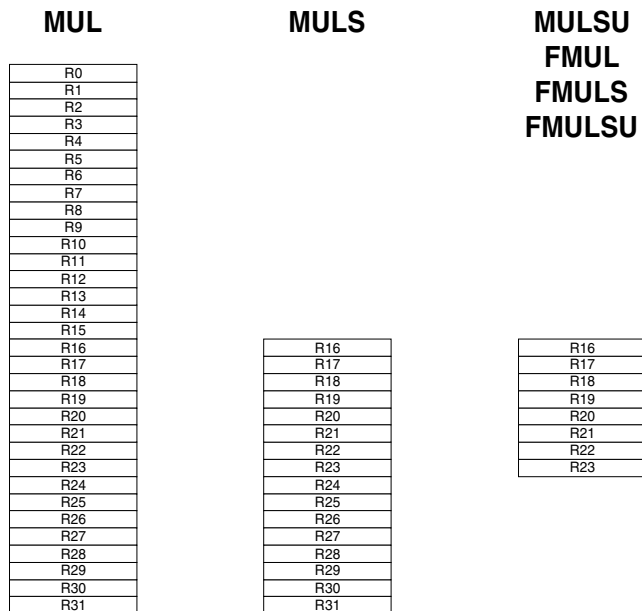 MUL
R0
R1
R2
R3
R4
R5
R6
R7
R8
R9
R10
R11
R12
R13
R14
R15
R16
R17
R18
R19
R20
R21
R22
R23
R24
R25
R26
R27
R28
R29
R30
R31
MULS
R16
R17
R18
R19
R20
R21
R22
R23
R24
R25
R26
R27
R28
R29
R30
R31
MULSU
FMUL
FMULS
FMULSU
R16
R17
R18
R19
R20
R21
R22
R23